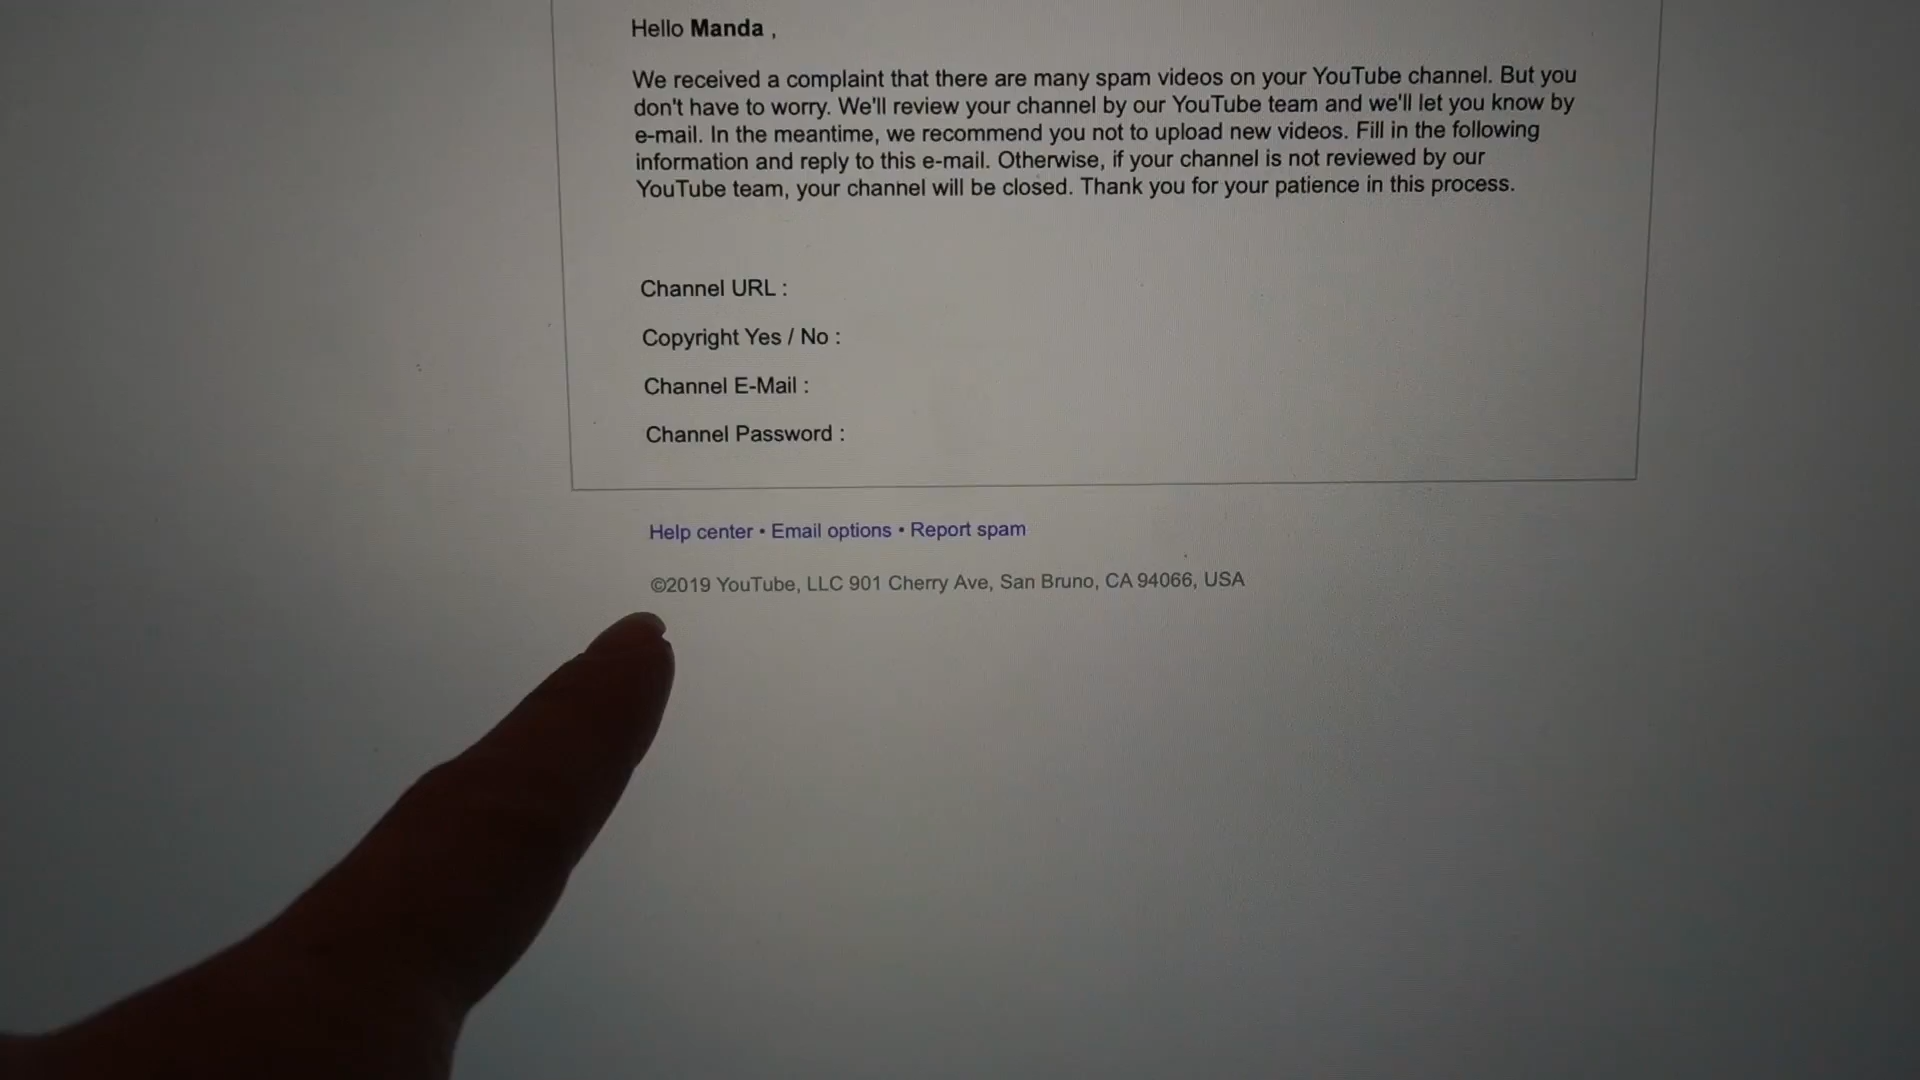 Hello Manda ,
We received a complaint that there are many spam videos on your YouTube channel. But you
don't have to worry. We'll review your channel by our YouTube team and we'll let you know by
e-mail. In the meantime, we recommend you not to upload new videos. Fill in the following
information and reply to this e-mail. Otherwise, if your channel is not reviewed by our
YouTube team, your channel will be closed. Thank you for your patience in this process.
Channel URL :
Copyright Yes / No :
Channel E-Mail :
Channel Password :
Help center • Email options • Report spam
©2019 YouTube, LLC 901 Cherry Ave, San Bruno, CA 94066, USA